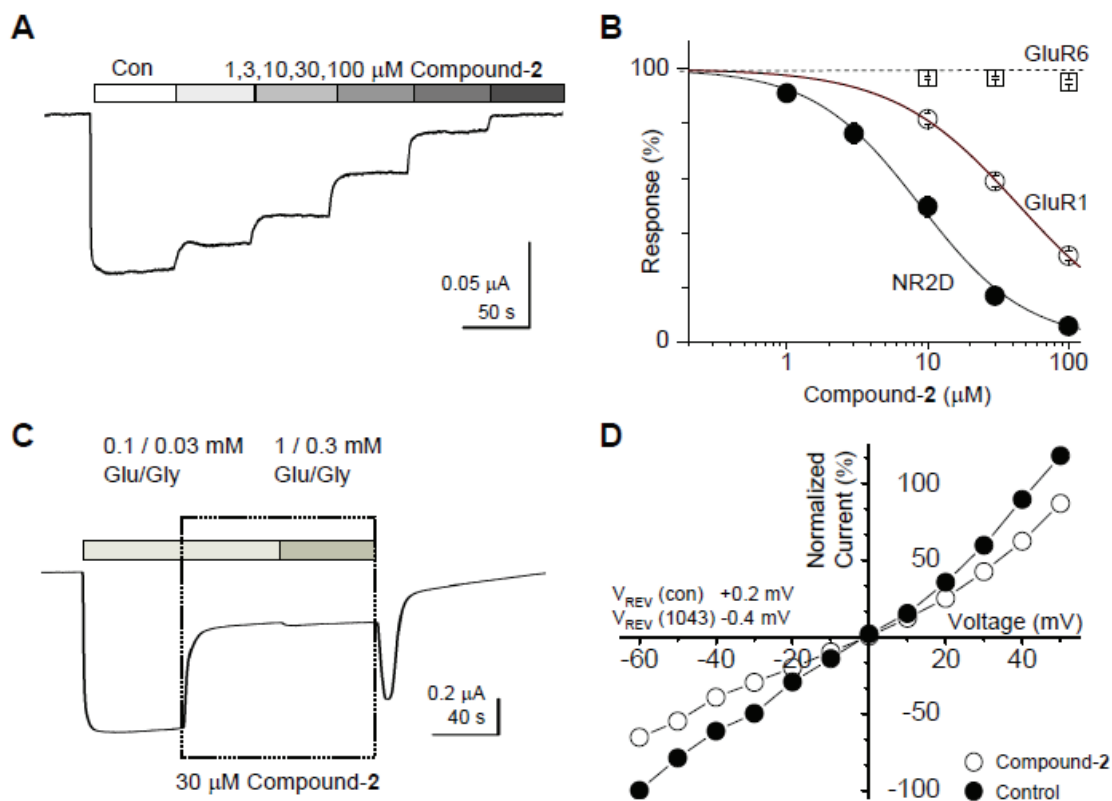 A
Con
1,3,10,30,100 μM Compound-2
0.05 μA
50 s
B
GluR6
GluR1
NR2D
100
0
Response (%)
1
10
100
Compound-2 (μM)
C
0.1 / 0.03 mM
Glu/Gly
1 / 0.3 mM
Glu/Gly
0.2 μA
40 s
30 μM Compound-2
D
Normalized
Current (%)
100
50
V_REV (con) +0.2 mV
V_REV (1043) -0.4 mV
Voltage (mV)
-60
-40
-20
20
40
-50
-100
Compound-2
Control